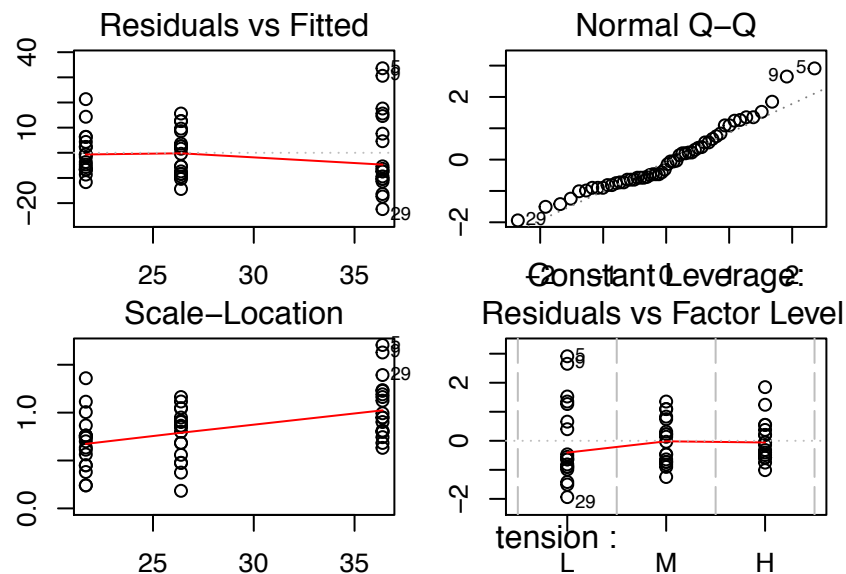 Residuals vs Fitted
40
10
−20
5
9
29
25 30 35
Normal Q−Q
2
0
−2
9 5
29
−2 −1 0 1 2
Scale−Location
1.0
0.0
5
9
29
25 30 35
Constant Leverage:
Residuals vs Factor Level
2
0
−2
5
9
29
tension :
L M H